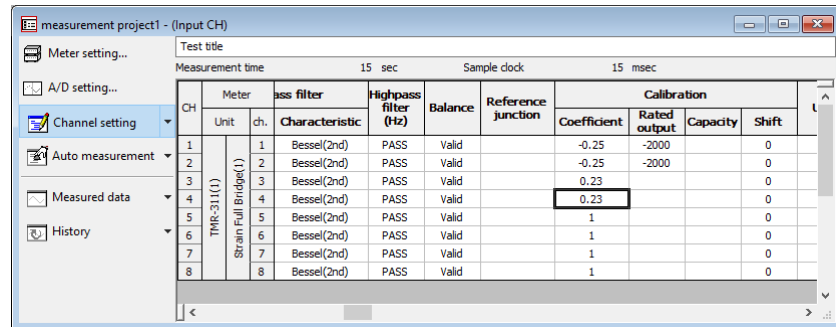 measurement project1 - (Input CH)
Meter setting...
A/D setting...
Channel setting
Auto measurement
Measured data
History
Test title
Measurement time 15 sec Sample clock 15 msec
CH Meter ass filter Highpass filter (Hz) Balance Reference junction Calibration
Unit ch. Characteristic Coefficient Rated output Capacity Shift
TMR-311(1)
Strain Full Bridge(1)
1 1 Bessel(2nd) PASS Valid -0.25 -2000 0
2 2 Bessel(2nd) PASS Valid -0.25 -2000 0
3 3 Bessel(2nd) PASS Valid 0.23 0
4 4 Bessel(2nd) PASS Valid 0.23 0
5 5 Bessel(2nd) PASS Valid 1 0
6 6 Bessel(2nd) PASS Valid 1 0
7 7 Bessel(2nd) PASS Valid 1 0
8 8 Bessel(2nd) PASS Valid 1 0